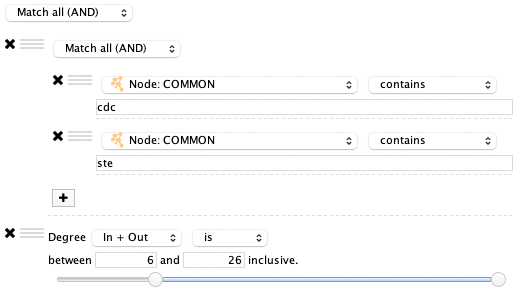 Match all (AND)
Match all (AND)
Node: COMMON contains
cdc
Node: COMMON contains
ste
Degree In + Out is
between 6 and 26 inclusive.